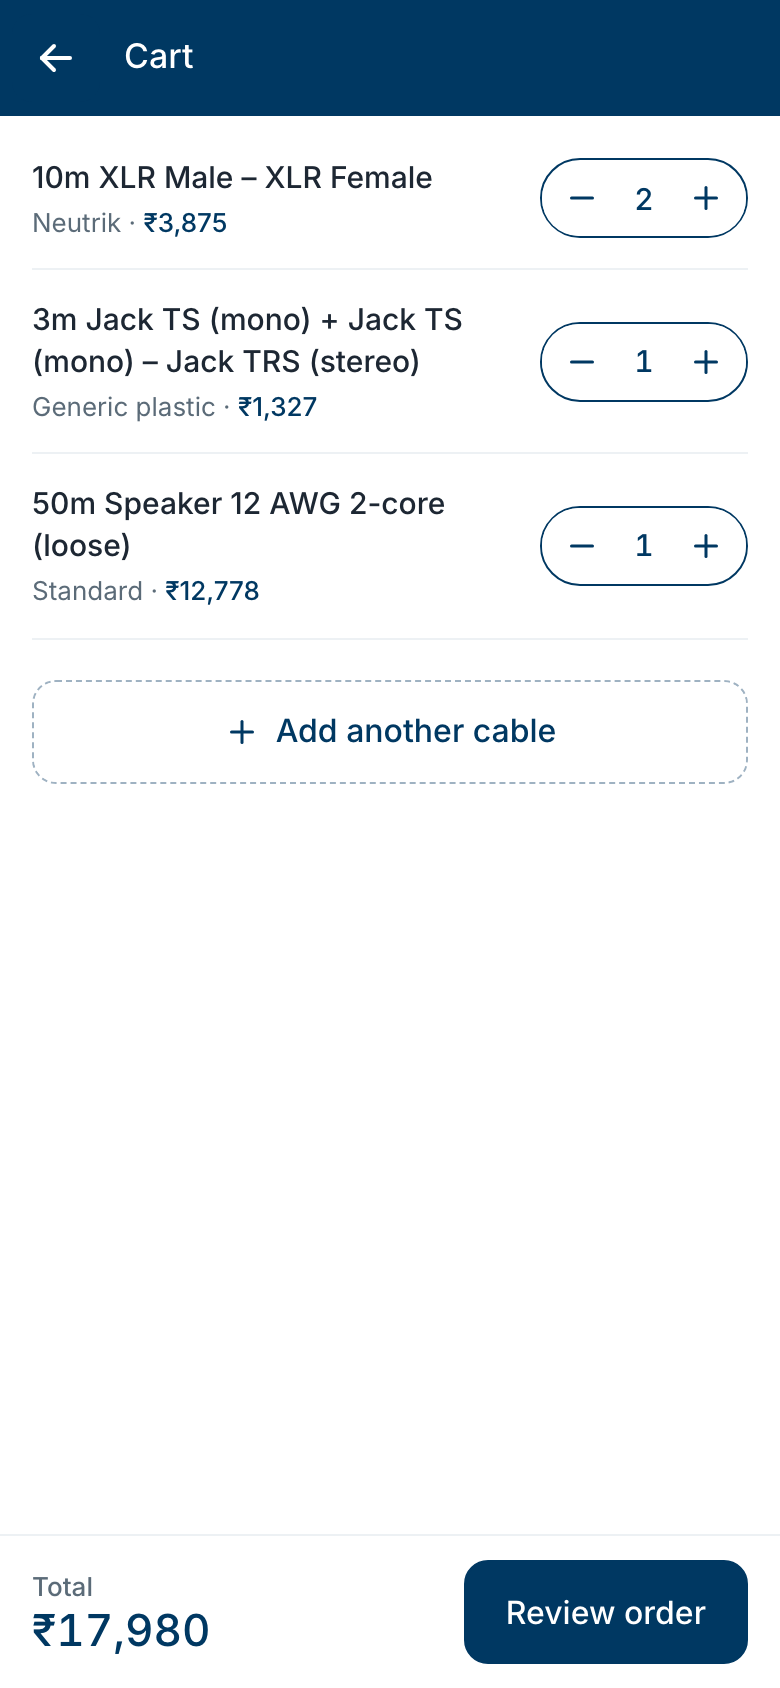 Cart
10m XLR Male – XLR Female
Neutrik · ₹3,875
2
3m Jack TS (mono) + Jack TS
(mono) – Jack TRS (stereo)
Generic plastic · ₹1,327
1
50m Speaker 12 AWG 2-core
(loose)
Standard · ₹12,778
1
Add another cable
Total
₹17,980
Review order